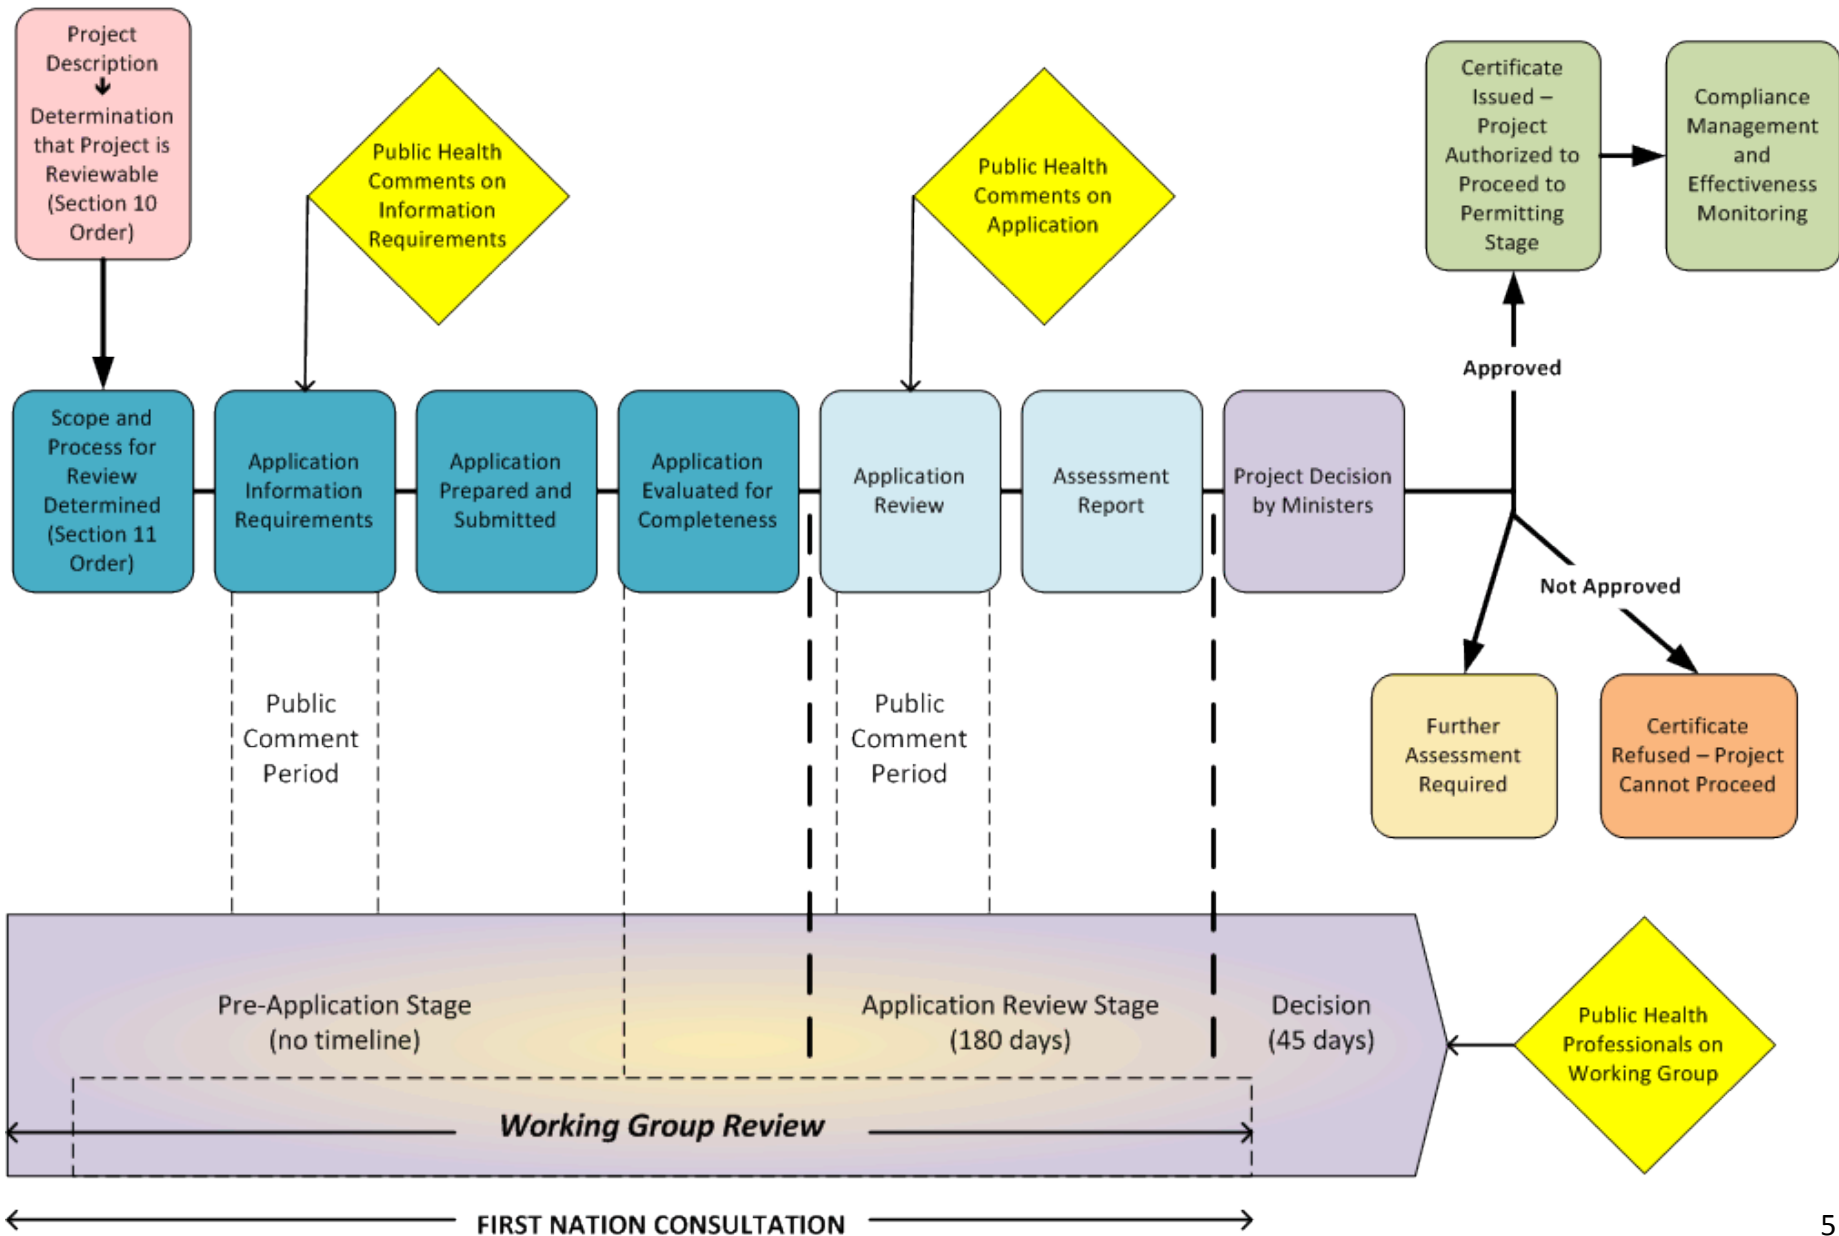 Project
Description
Determination
that Project is
Reviewable
(Section 10
Order)
Public Health
Comments on
Information
Requirements
Public Health
Comments on
Application
Certificate
Issued –
Project
Authorized to
Proceed to
Permitting
Stage
Compliance
Management
and
Effectiveness
Monitoring
Approved
Scope and
Process for
Review
Determined
(Section 11
Order)
Application
Information
Requirements
Application
Prepared and
Submitted
Application
Evaluated for
Completeness
Application
Review
Assessment
Report
Project Decision
by Ministers
Not Approved
Public
Comment
Period
Public
Comment
Period
Further
Assessment
Required
Certificate
Refused – Project
Cannot Proceed
Pre-Application Stage
(no timeline)
Application Review Stage
(180 days)
Decision
(45 days)
Public Health
Professionals on
Working Group
Working Group Review
FIRST NATION CONSULTATION
5